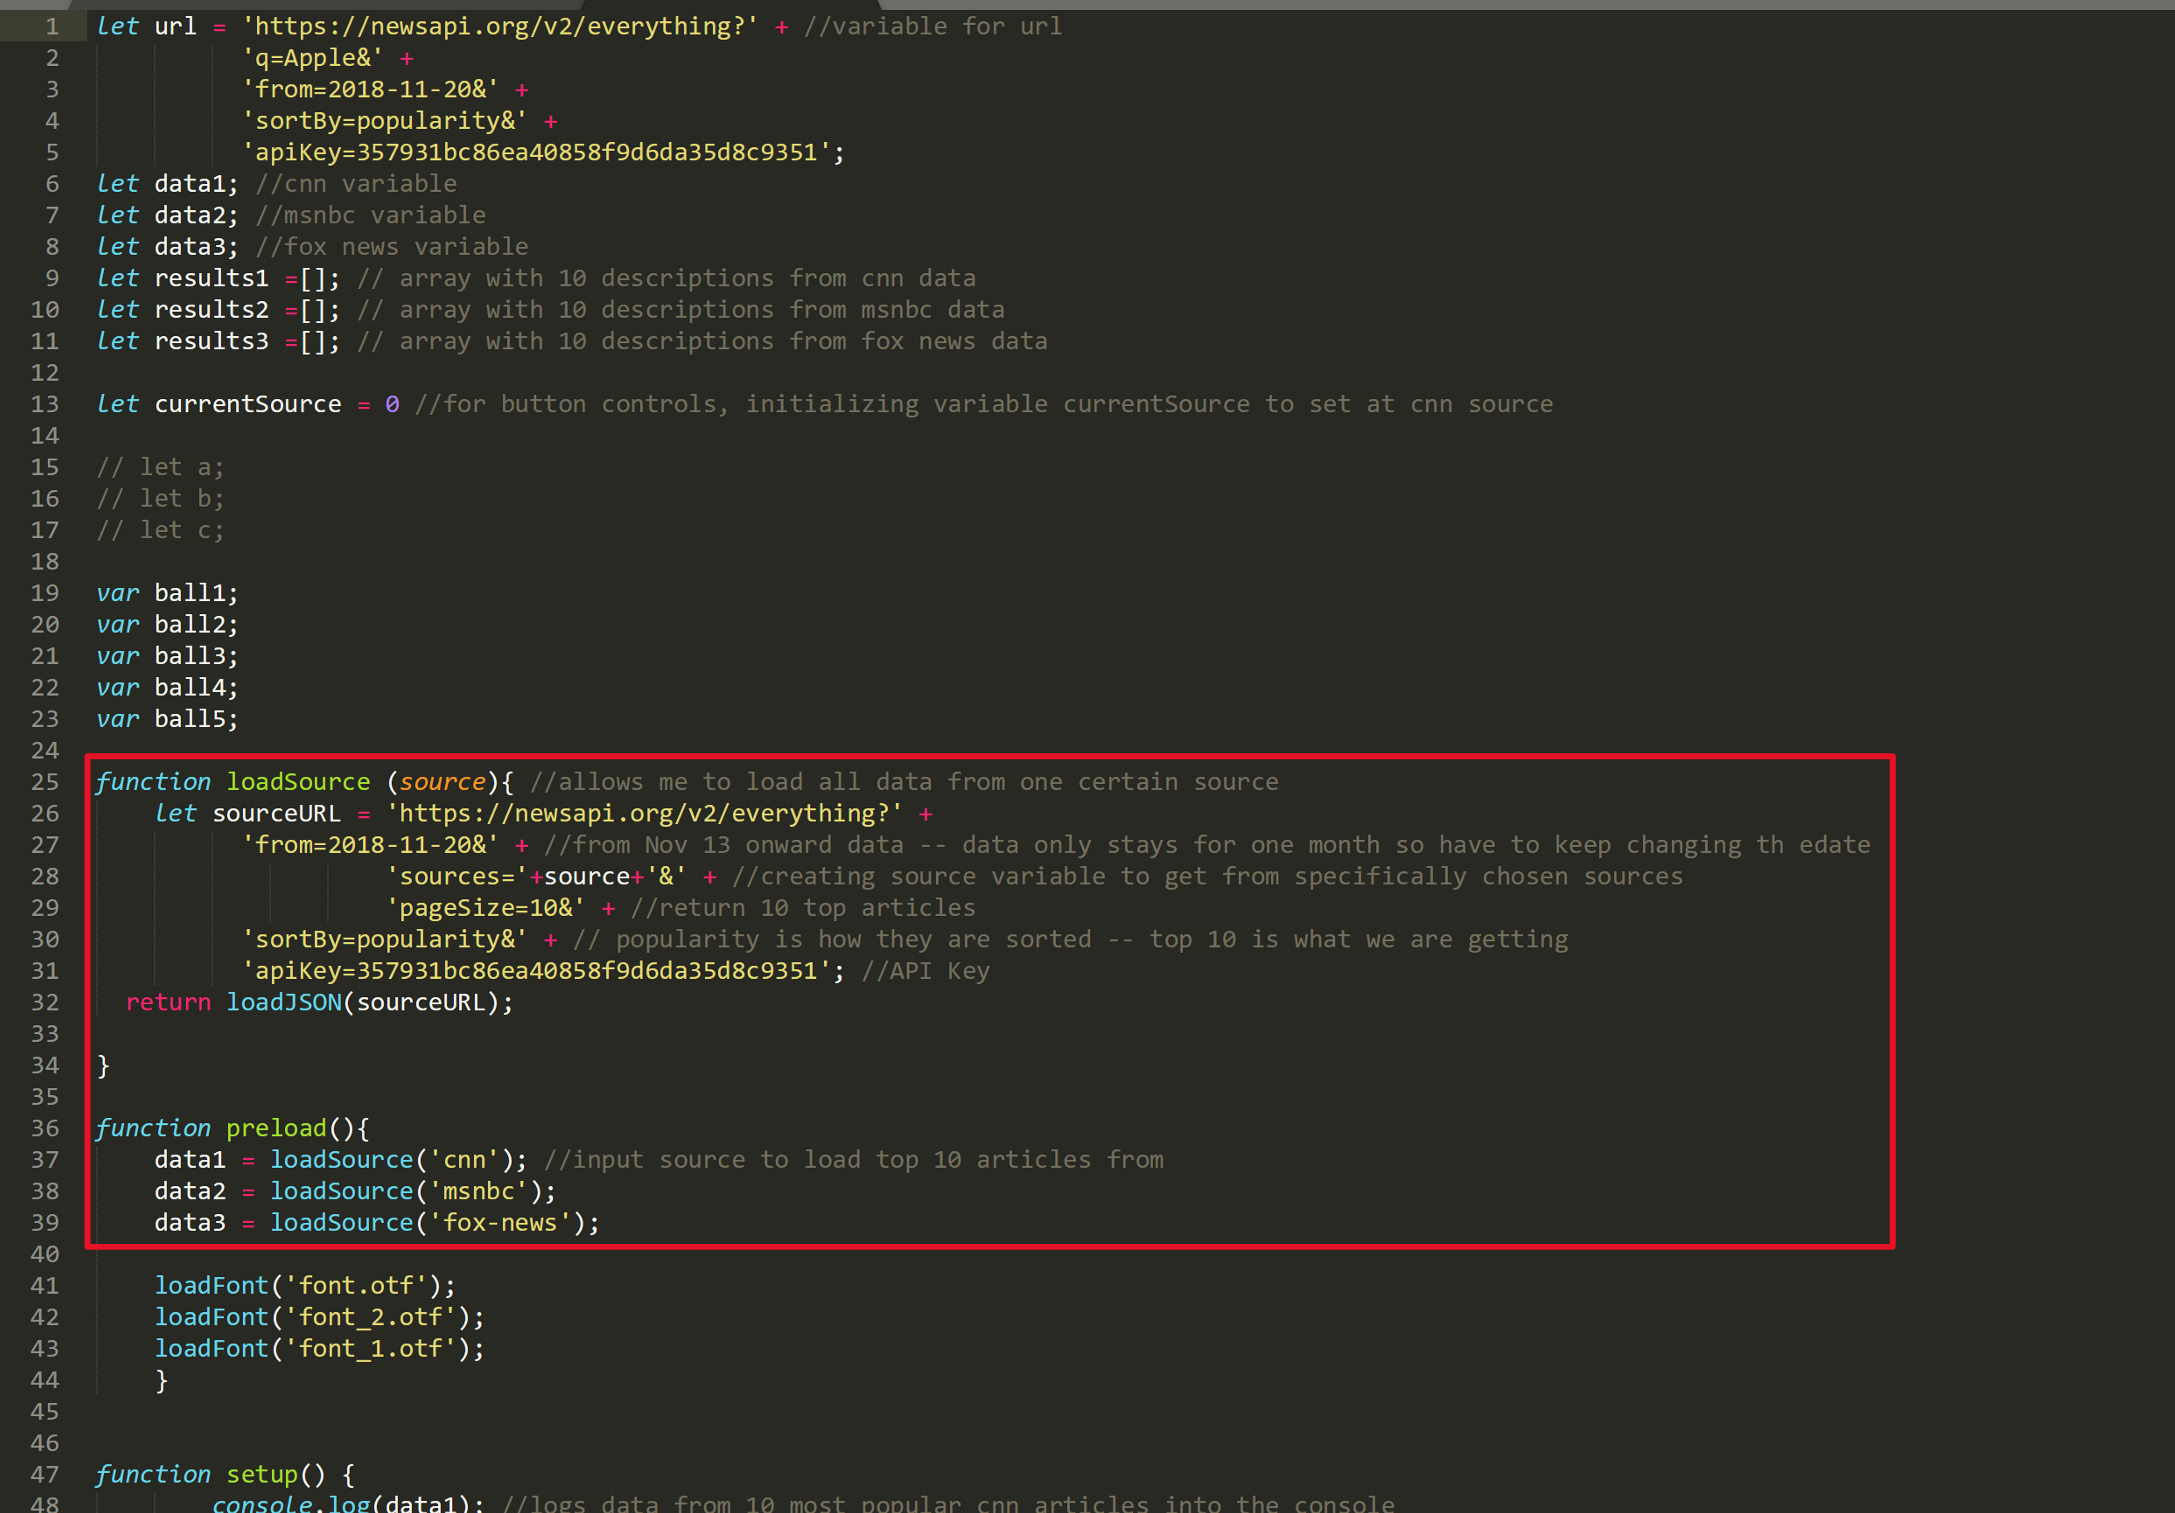 1 let url = 'https://newsapi.org/v2/everything?' + //variable for url
2 'q=Apple&' +
3 'from=2018-11-20&' +
4 'sortBy=popularity&' +
5 'apiKey=357931bc86ea40858f9d6da35d8c9351';
6 let data1; //cnn variable
7 let data2; //msnbc variable
8 let data3; //fox news variable
9 let results1 =[]; // array with 10 descriptions from cnn data
10 let results2 =[]; // array with 10 descriptions from msnbc data
11 let results3 =[]; // array with 10 descriptions from fox news data
12
13 let currentSource = 0 //for button controls, initializing variable currentSource to set at cnn source
14
15 // let a;
16 // let b;
17 // let c;
18
19 var ball1;
20 var ball2;
21 var ball3;
22 var ball4;
23 var ball5;
24
25 function loadSource (source){ //allows me to load all data from one certain source
26 let sourceURL = 'https://newsapi.org/v2/everything?' +
27 'from=2018-11-20&' + //from Nov 13 onward data -- data only stays for one month so have to keep changing th edate
28 'sources='+source+'&' + //creating source variable to get from specifically chosen sources
29 'pageSize=10&' + //return 10 top articles
30 'sortBy=popularity&' + // popularity is how they are sorted -- top 10 is what we are getting
31 'apiKey=357931bc86ea40858f9d6da35d8c9351'; //API Key
32 return loadJSON(sourceURL);
33
34 }
35
36 function preload(){
37 data1 = loadSource('cnn'); //input source to load top 10 articles from
38 data2 = loadSource('msnbc');
39 data3 = loadSource('fox-news');
40
41 loadFont('font.otf');
42 loadFont('font_2.otf');
43 loadFont('font_1.otf');
44 }
45
46
47 function setup() {
48 console.log(data1); //logs data from 10 most popular cnn articles into the console